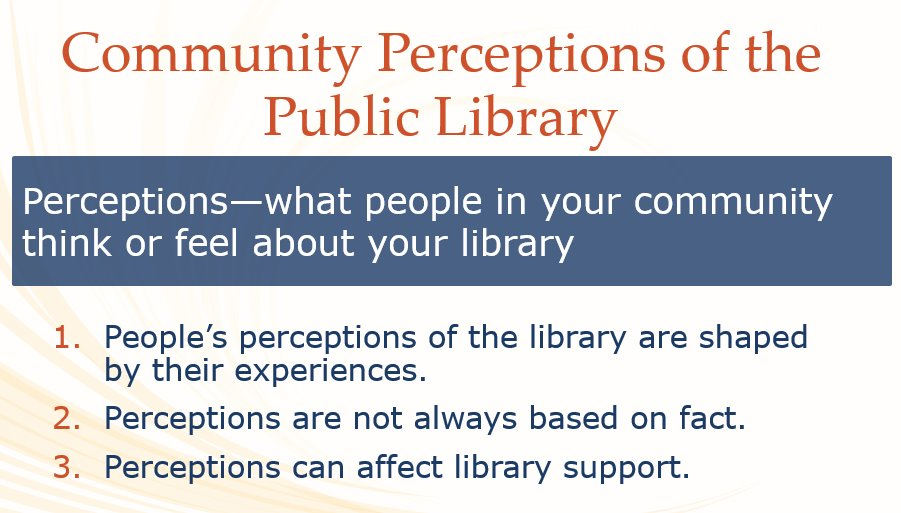 Community Perceptions of the
Public Library
Perceptions—what people in your community
think or feel about your library
1. People’s perceptions of the library are shaped
by their experiences.
2. Perceptions are not always based on fact.
3. Perceptions can affect library support.